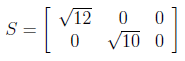 S = [ √12 0 0
0 √10 0 ]